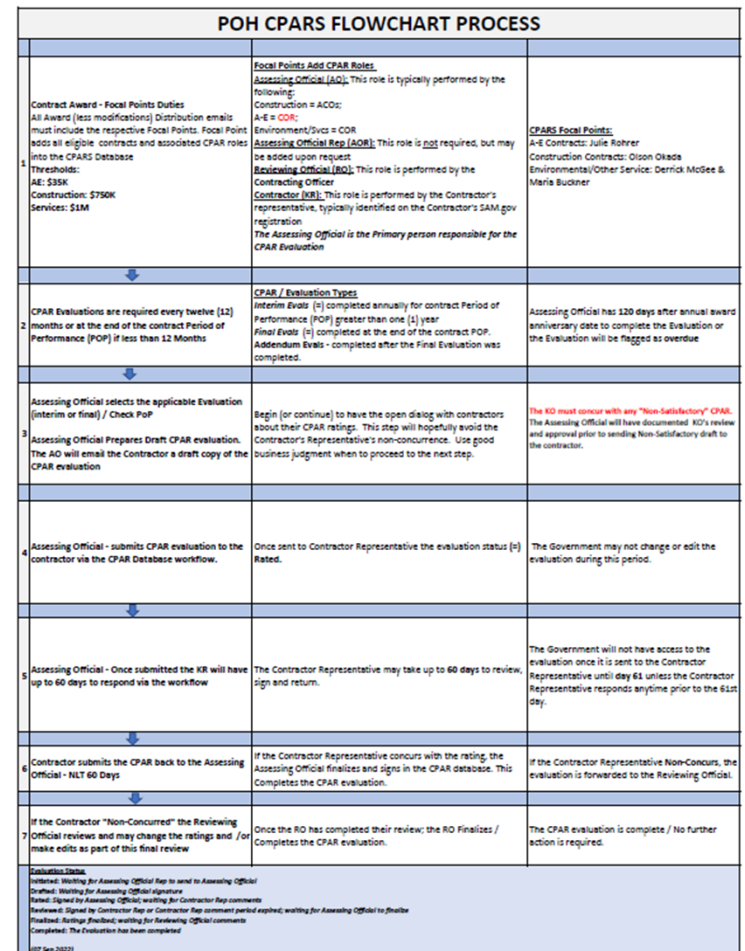 POH CPARS FLOWCHART PROCESS
1
Contract Award - Focal Points Duties
All Award (less modifications) Distribution emails
must include the respective Focal Points. Focal Point
adds all eligible contracts and associated CPAR roles
into the CPARS Database
Thresholds:
AE: $35K
Construction: $750K
Services: $1M
Focal Points Add CPAR Roles
Assessing Official (AO): This role is typically performed by the
following:
Construction = ACOs;
A-E = COR;
Environment/Svcs = COR
Assessing Official Rep (AOR): This role is not required, but may
be added upon request
Reviewing Official (RO): This role is performed by the
Contracting Officer
Contractor (KR): This role is performed by the Contractor's
representative, typically identified on the Contractor's SAM.gov
registration
The Assessing Official is the Primary person responsible for the
CPAR Evaluation
CPARS Focal Points:
A-E Contracts: Julie Rohrer
Construction Contracts: Olson Okada
Environmental/Other Service: Derrick McGee &
Maria Buckner
2
CPAR Evaluations are required every twelve (12)
months or at the end of the contract Period of
Performance (POP) if less than 12 Months
CPAR / Evaluation Types
Interim Evals (=) completed annually for contract Period of
Performance (POP) greater than one (1) year
Final Evals (=) completed at the end of the contract POP.
Addendum Evals - completed after the Final Evaluation was
completed.
Assessing Official has 120 days after annual award
anniversary date to complete the Evaluation or
the Evaluation will be flagged as overdue
3
Assessing Official selects the applicable Evaluation
(interim or final) / Check PoP
Assessing Official Prepares Draft CPAR evaluation.
The AO will email the Contractor a draft copy of the
CPAR evaluation
Begin (or continue) to have the open dialog with contractors
about their CPAR ratings. This step will hopefully avoid the
Contractor's Representative's non-concurrence. Use good
business judgment when to proceed to the next step.
The KO must concur with any "Non-Satisfactory" CPAR.
The Assessing Official will have documented KO's review
and approval prior to sending Non-Satisfactory draft to
the contractor.
4
Assessing Official - submits CPAR evaluation to the
contractor via the CPAR Database workflow.
Once sent to Contractor Representative the evaluation status (=)
Rated.
The Government may not change or edit the
evaluation during this period.
5
Assessing Official - Once submitted the KR will have
up to 60 days to respond via the workflow
The Contractor Representative may take up to 60 days to review,
sign and return.
The Government will not have access to the
evaluation once it is sent to the Contractor
Representative until day 61 unless the Contractor
Representative responds anytime prior to the 61st
day.
6
Contractor submits the CPAR back to the Assessing
Official - NLT 60 Days
If the Contractor Representative concurs with the rating, the
Assessing Official finalizes and signs in the CPAR database. This
Completes the CPAR evaluation.
If the Contractor Representative Non-Concurs, the
evaluation is forwarded to the Reviewing Official.
7
If the Contractor "Non-Concurred" the Reviewing
Official reviews and may change the ratings and /or
make edits as part of this final review
Once the RO has completed their review; the RO Finalizes /
Completes the CPAR evaluation.
The CPAR evaluation is complete / No further
action is required.
Evaluation Status
Initiated: Waiting for Assessing Official Rep to send to Assessing Official
Drafted: Waiting for Assessing Official signature
Rated: Signed by Assessing Official; waiting for Contractor Rep comments
Reviewed: Signed by Contractor Rep or Contractor Rep comment period expired; waiting for Assessing Official to finalize
Finalized: Ratings finalized; waiting for Reviewing Official comments
Completed: The Evaluation has been completed
Sep 2022)